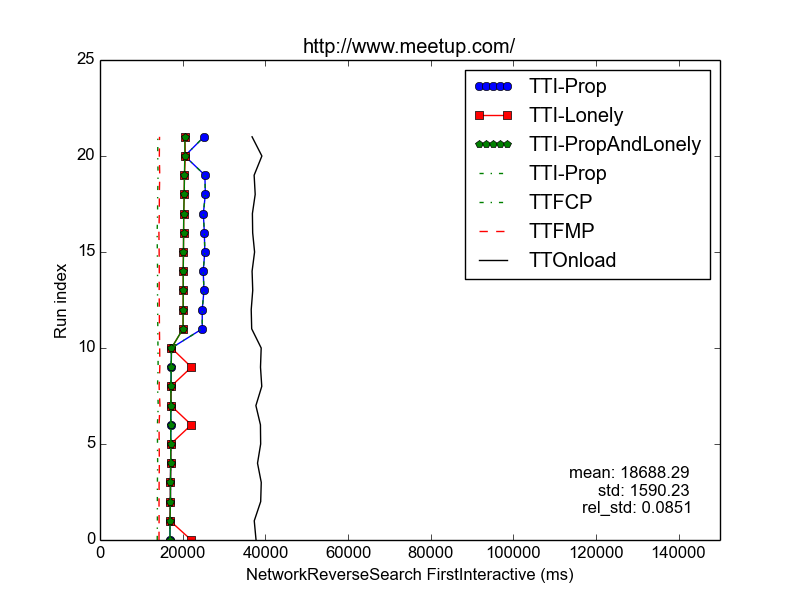 http://www.meetup.com/
25
20
15
10
5
0
Run index
TTI-Prop
TTI-Lonely
TTI-PropAndLonely
TTI-Prop
TTFCP
TTFMP
TTOnload
mean: 18688.29
std: 1590.23
rel_std: 0.0851
0 20000 40000 60000 80000 100000 120000 140000
NetworkReverseSearch FirstInteractive (ms)